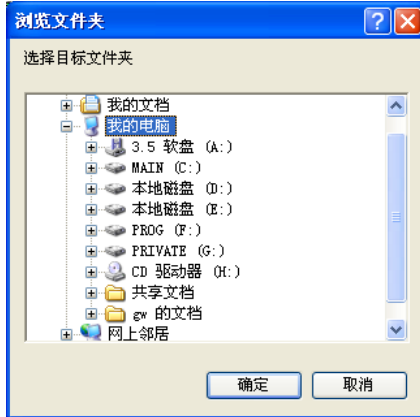 浏览文件夹
选择目标文件夹
我的文档
我的电脑
3.5 软盘 (A:)
MAIN (C:)
本地磁盘 (D:)
本地磁盘 (E:)
PROG (F:)
PRIVATE (G:)
CD 驱动器 (H:)
共享文档
gw 的文档
网上邻居
确定
取消